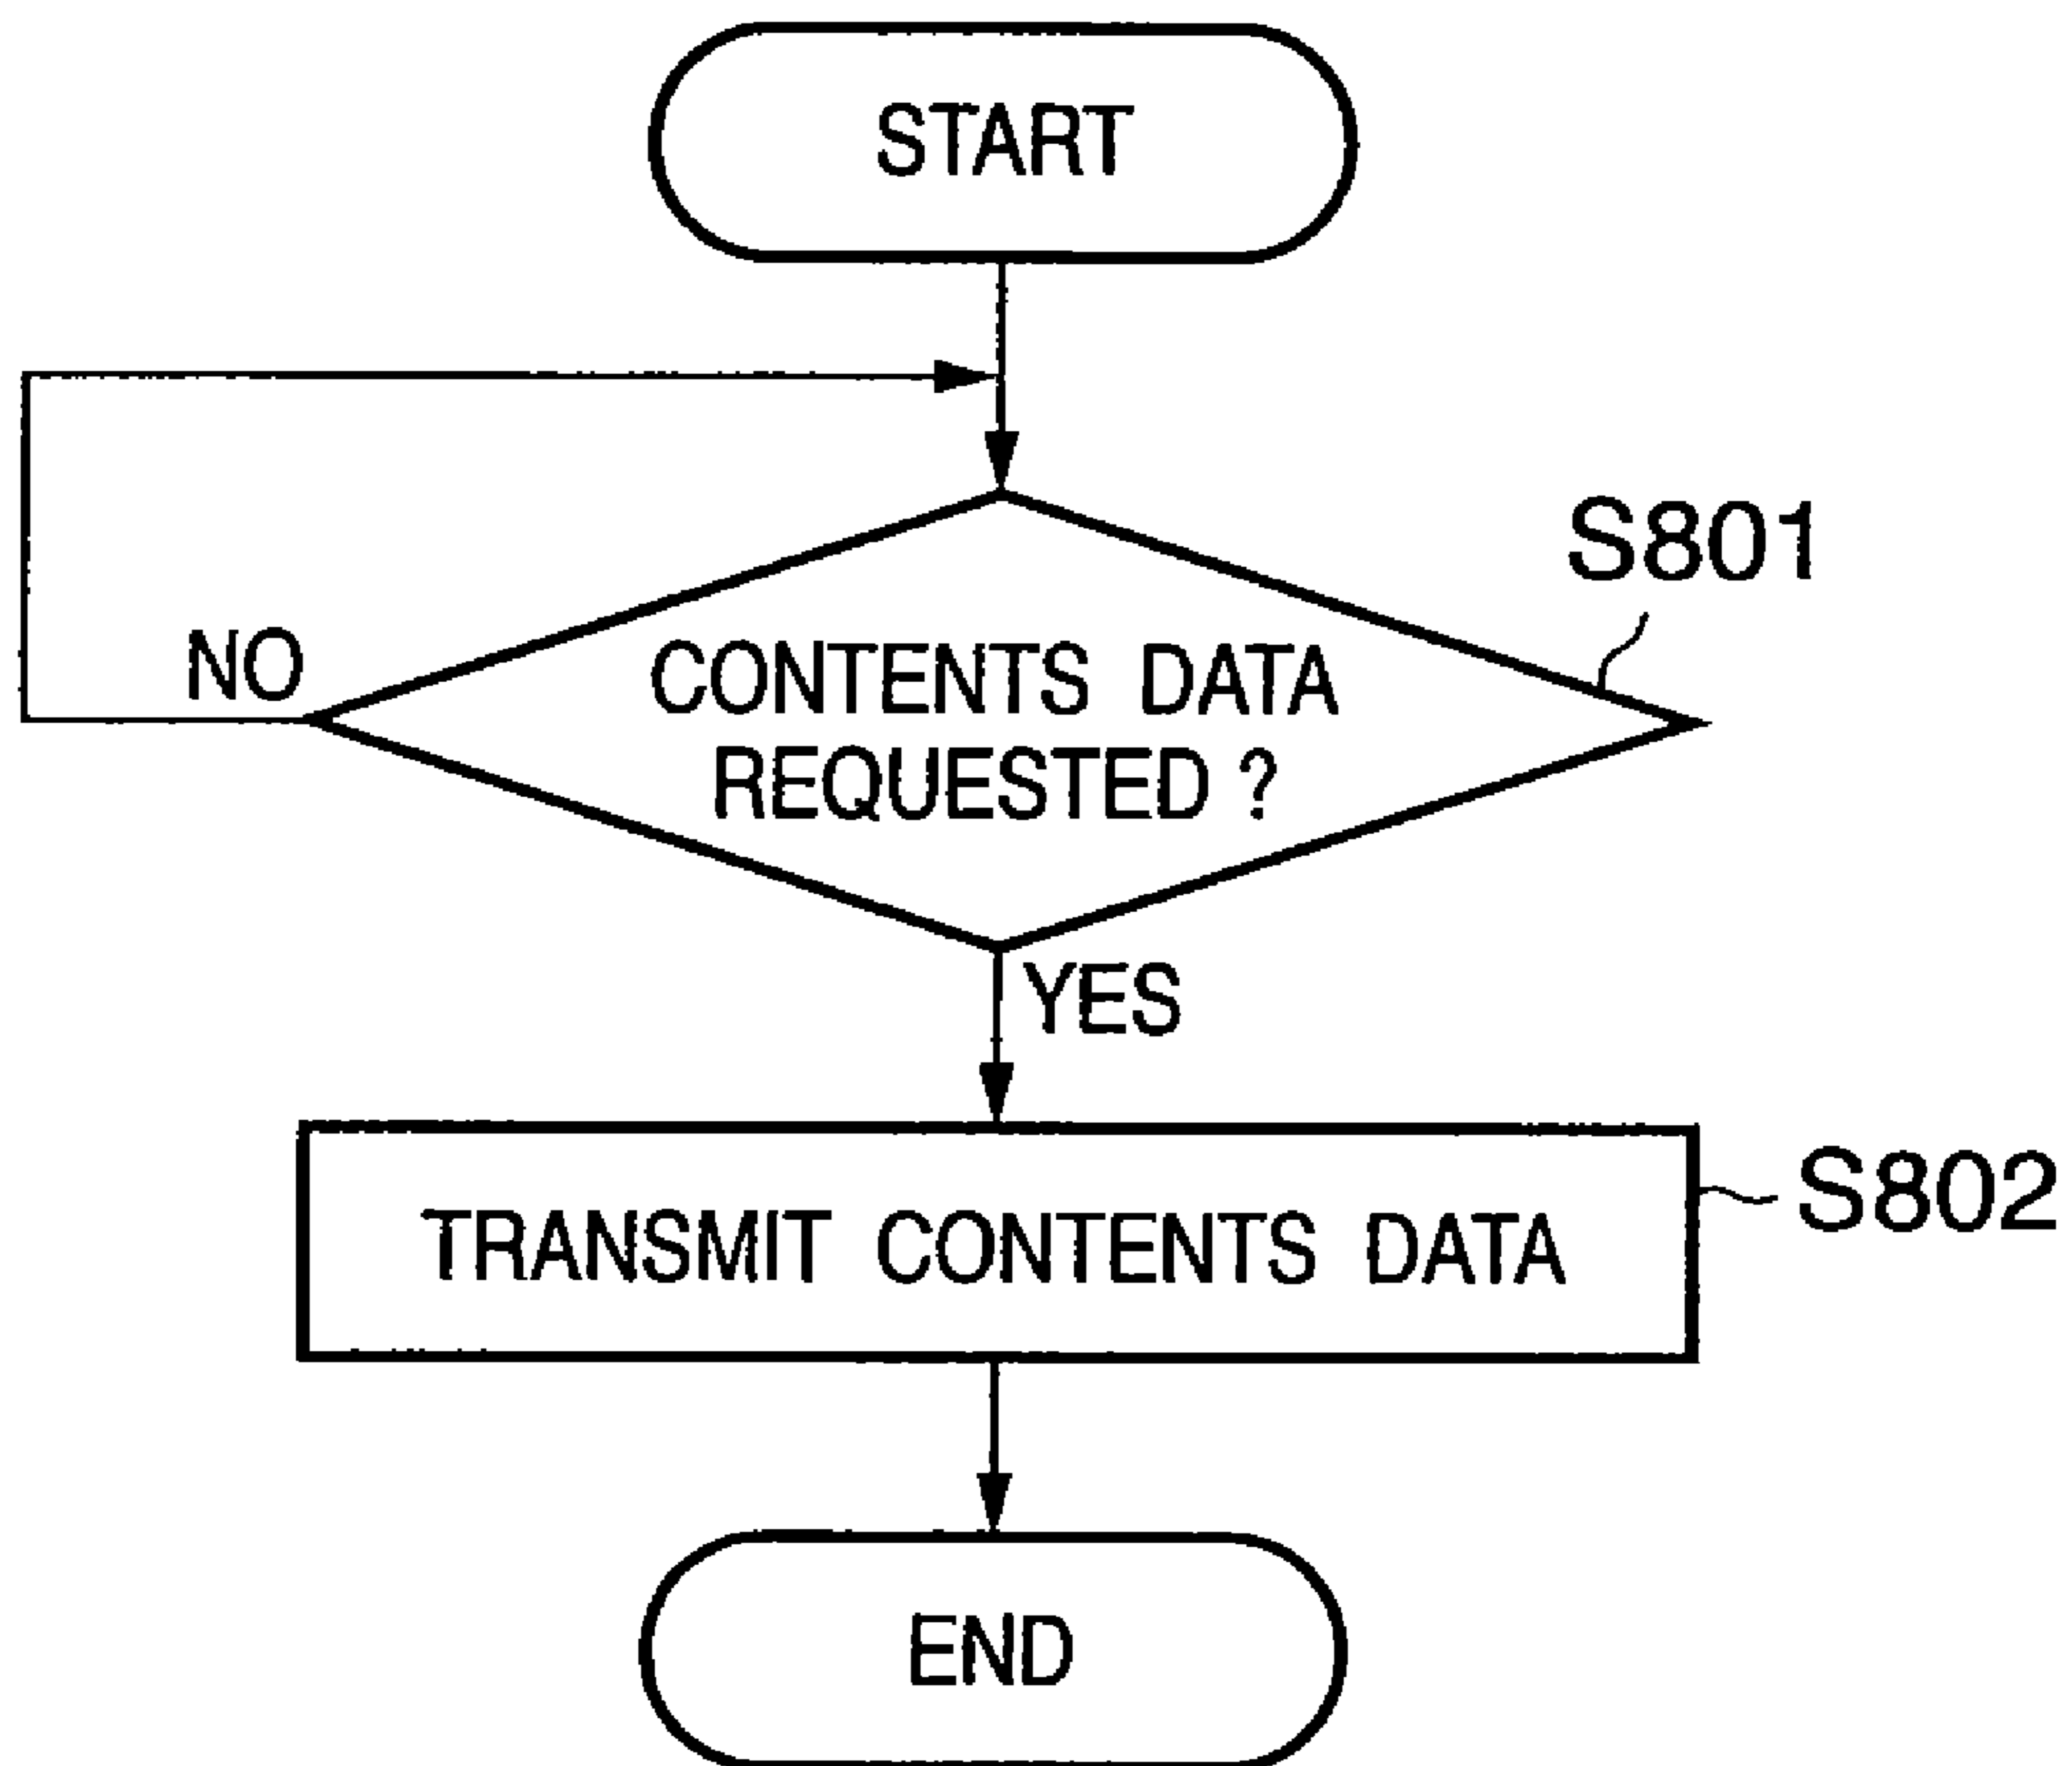 START
S801
NO
CONTENTS DATA
REQUESTED ?
YES
TRANSMIT CONTENTS DATA
S802
END